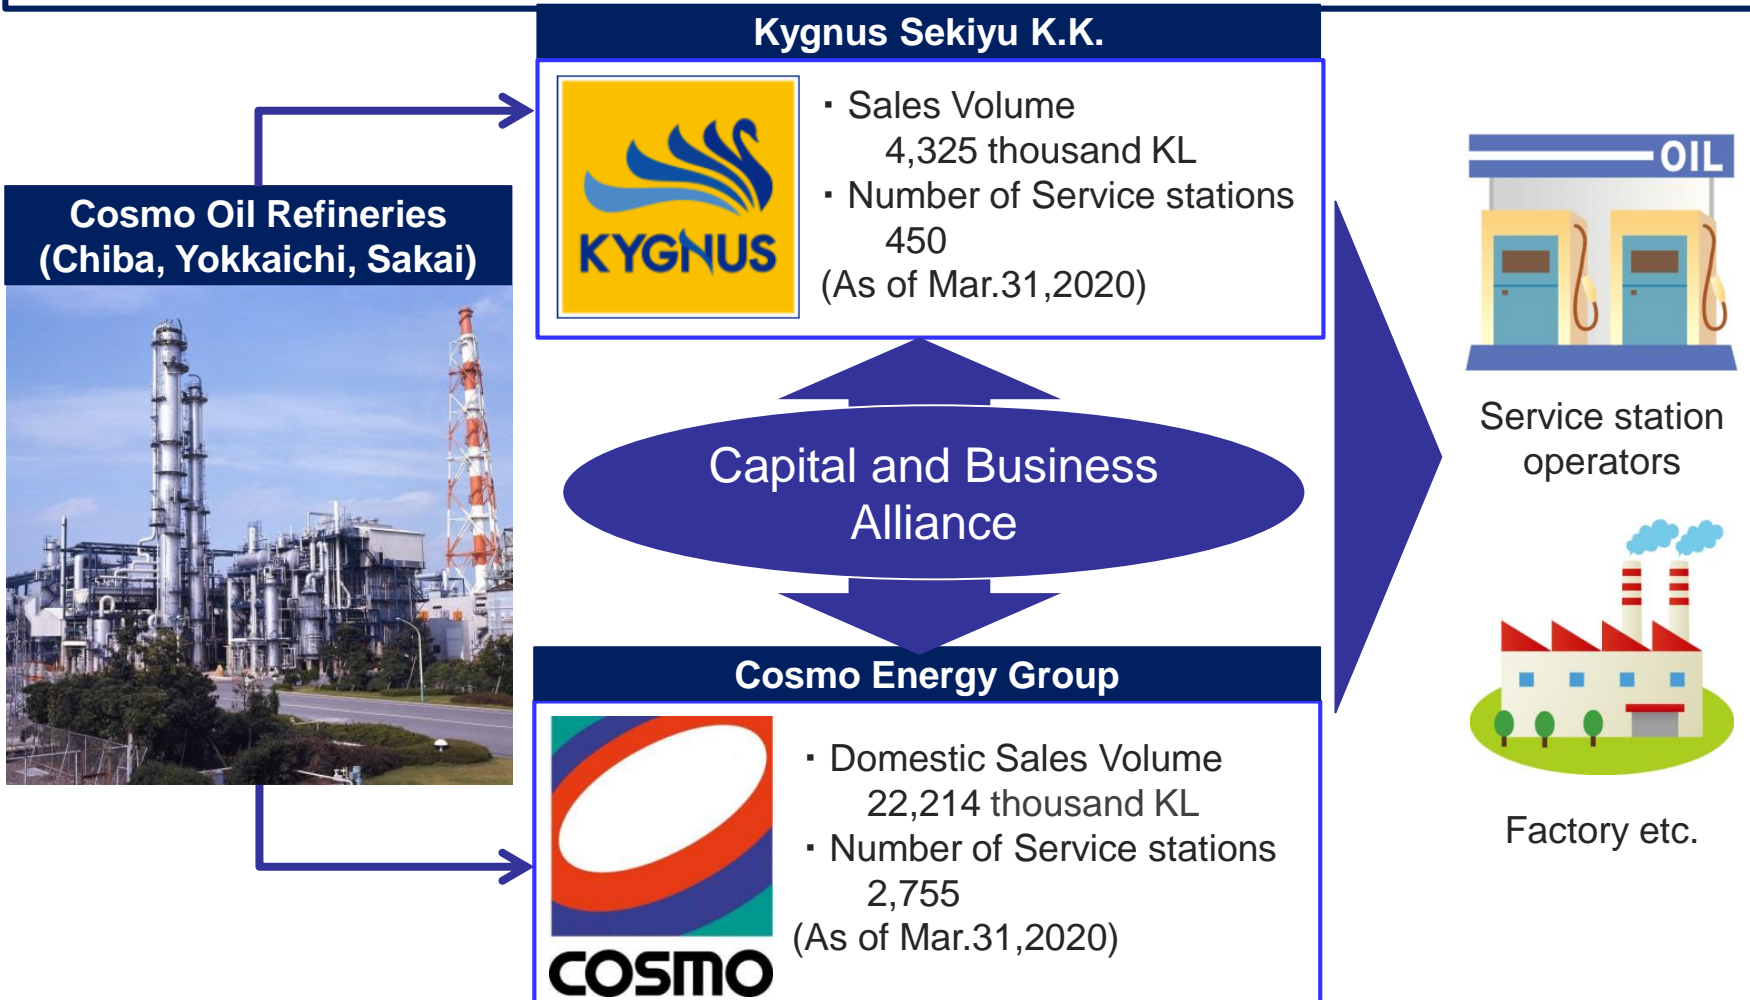 Kygnus Sekiyu K.K.
KYGNUS
・Sales Volume
4,325 thousand KL
・Number of Service stations
450
(As of Mar.31,2020)
Cosmo Oil Refineries
(Chiba, Yokkaichi, Sakai)
Capital and Business
Alliance
Cosmo Energy Group
COSMO
・Domestic Sales Volume
22,214 thousand KL
・Number of Service stations
2,755
(As of Mar.31,2020)
OIL
Service station
operators
Factory etc.